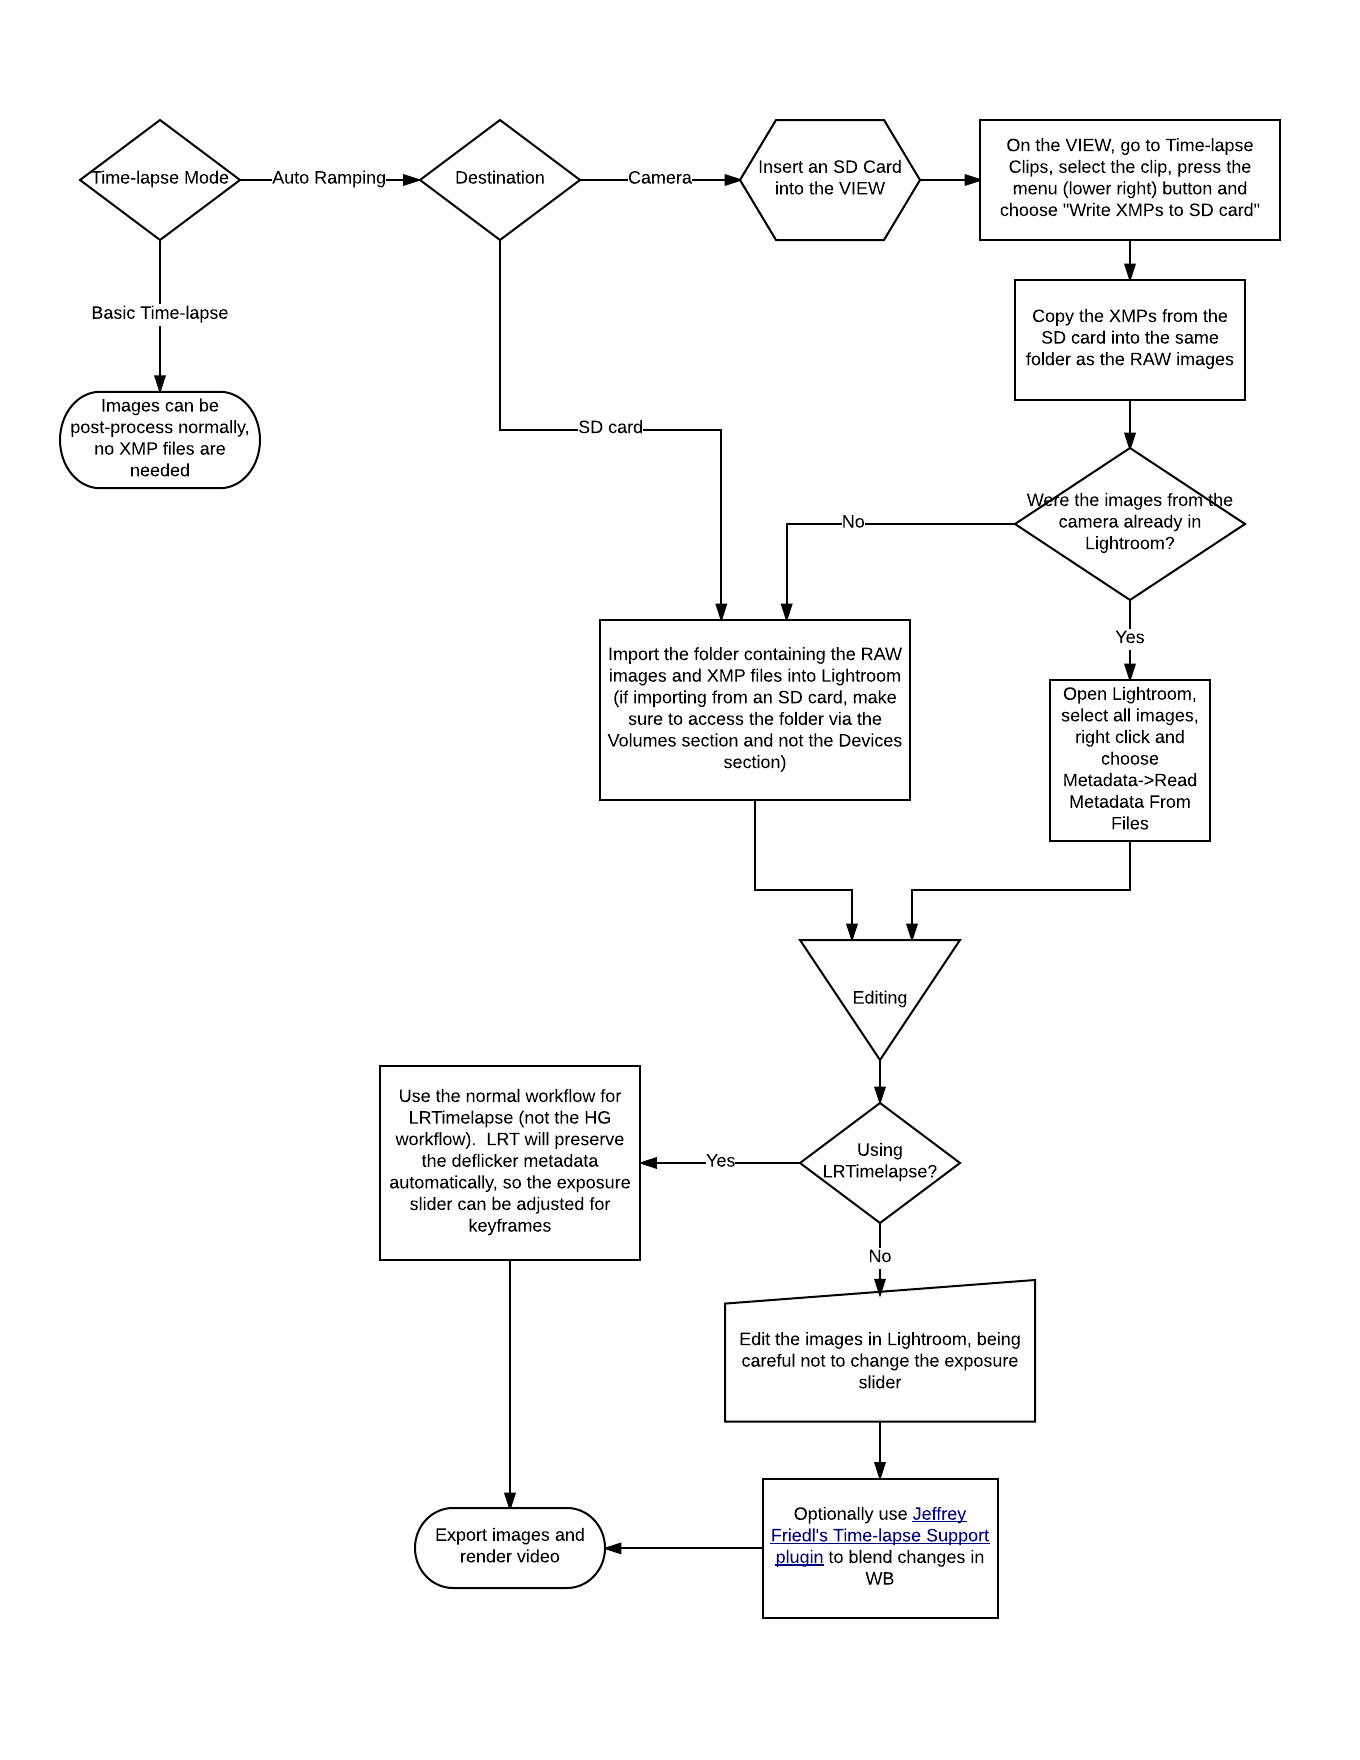 Time-lapse Mode
Auto Ramping
Destination
Camera
Insert an SD Card
into the VIEW
On the VIEW, go to Time-lapse
Clips, select the clip, press the
menu (lower right) button and
choose "Write XMPs to SD card"
Basic Time-lapse
Images can be
post-process normally,
no XMP files are
needed
Copy the XMPs from the
SD card into the same
folder as the RAW images
SD card
Were the images from the
camera already in
Lightroom?
No
Yes
Import the folder containing the RAW
images and XMP files into Lightroom
(if importing from an SD card, make
sure to access the folder via the
Volumes section and not the Devices
section)
Open Lightroom,
select all images,
right click and
choose
Metadata->Read
Metadata From
Files
Editing
Using
LRTimelapse?
Yes
Use the normal workflow for
LRTimelapse (not the HG
workflow).  LRT will preserve
the deflicker metadata
automatically, so the exposure
slider can be adjusted for
keyframes
No
Edit the images in Lightroom, being
careful not to change the exposure
slider
Optionally use Jeffrey
Friedl's Time-lapse Support
plugin to blend changes in
WB
Export images and
render video